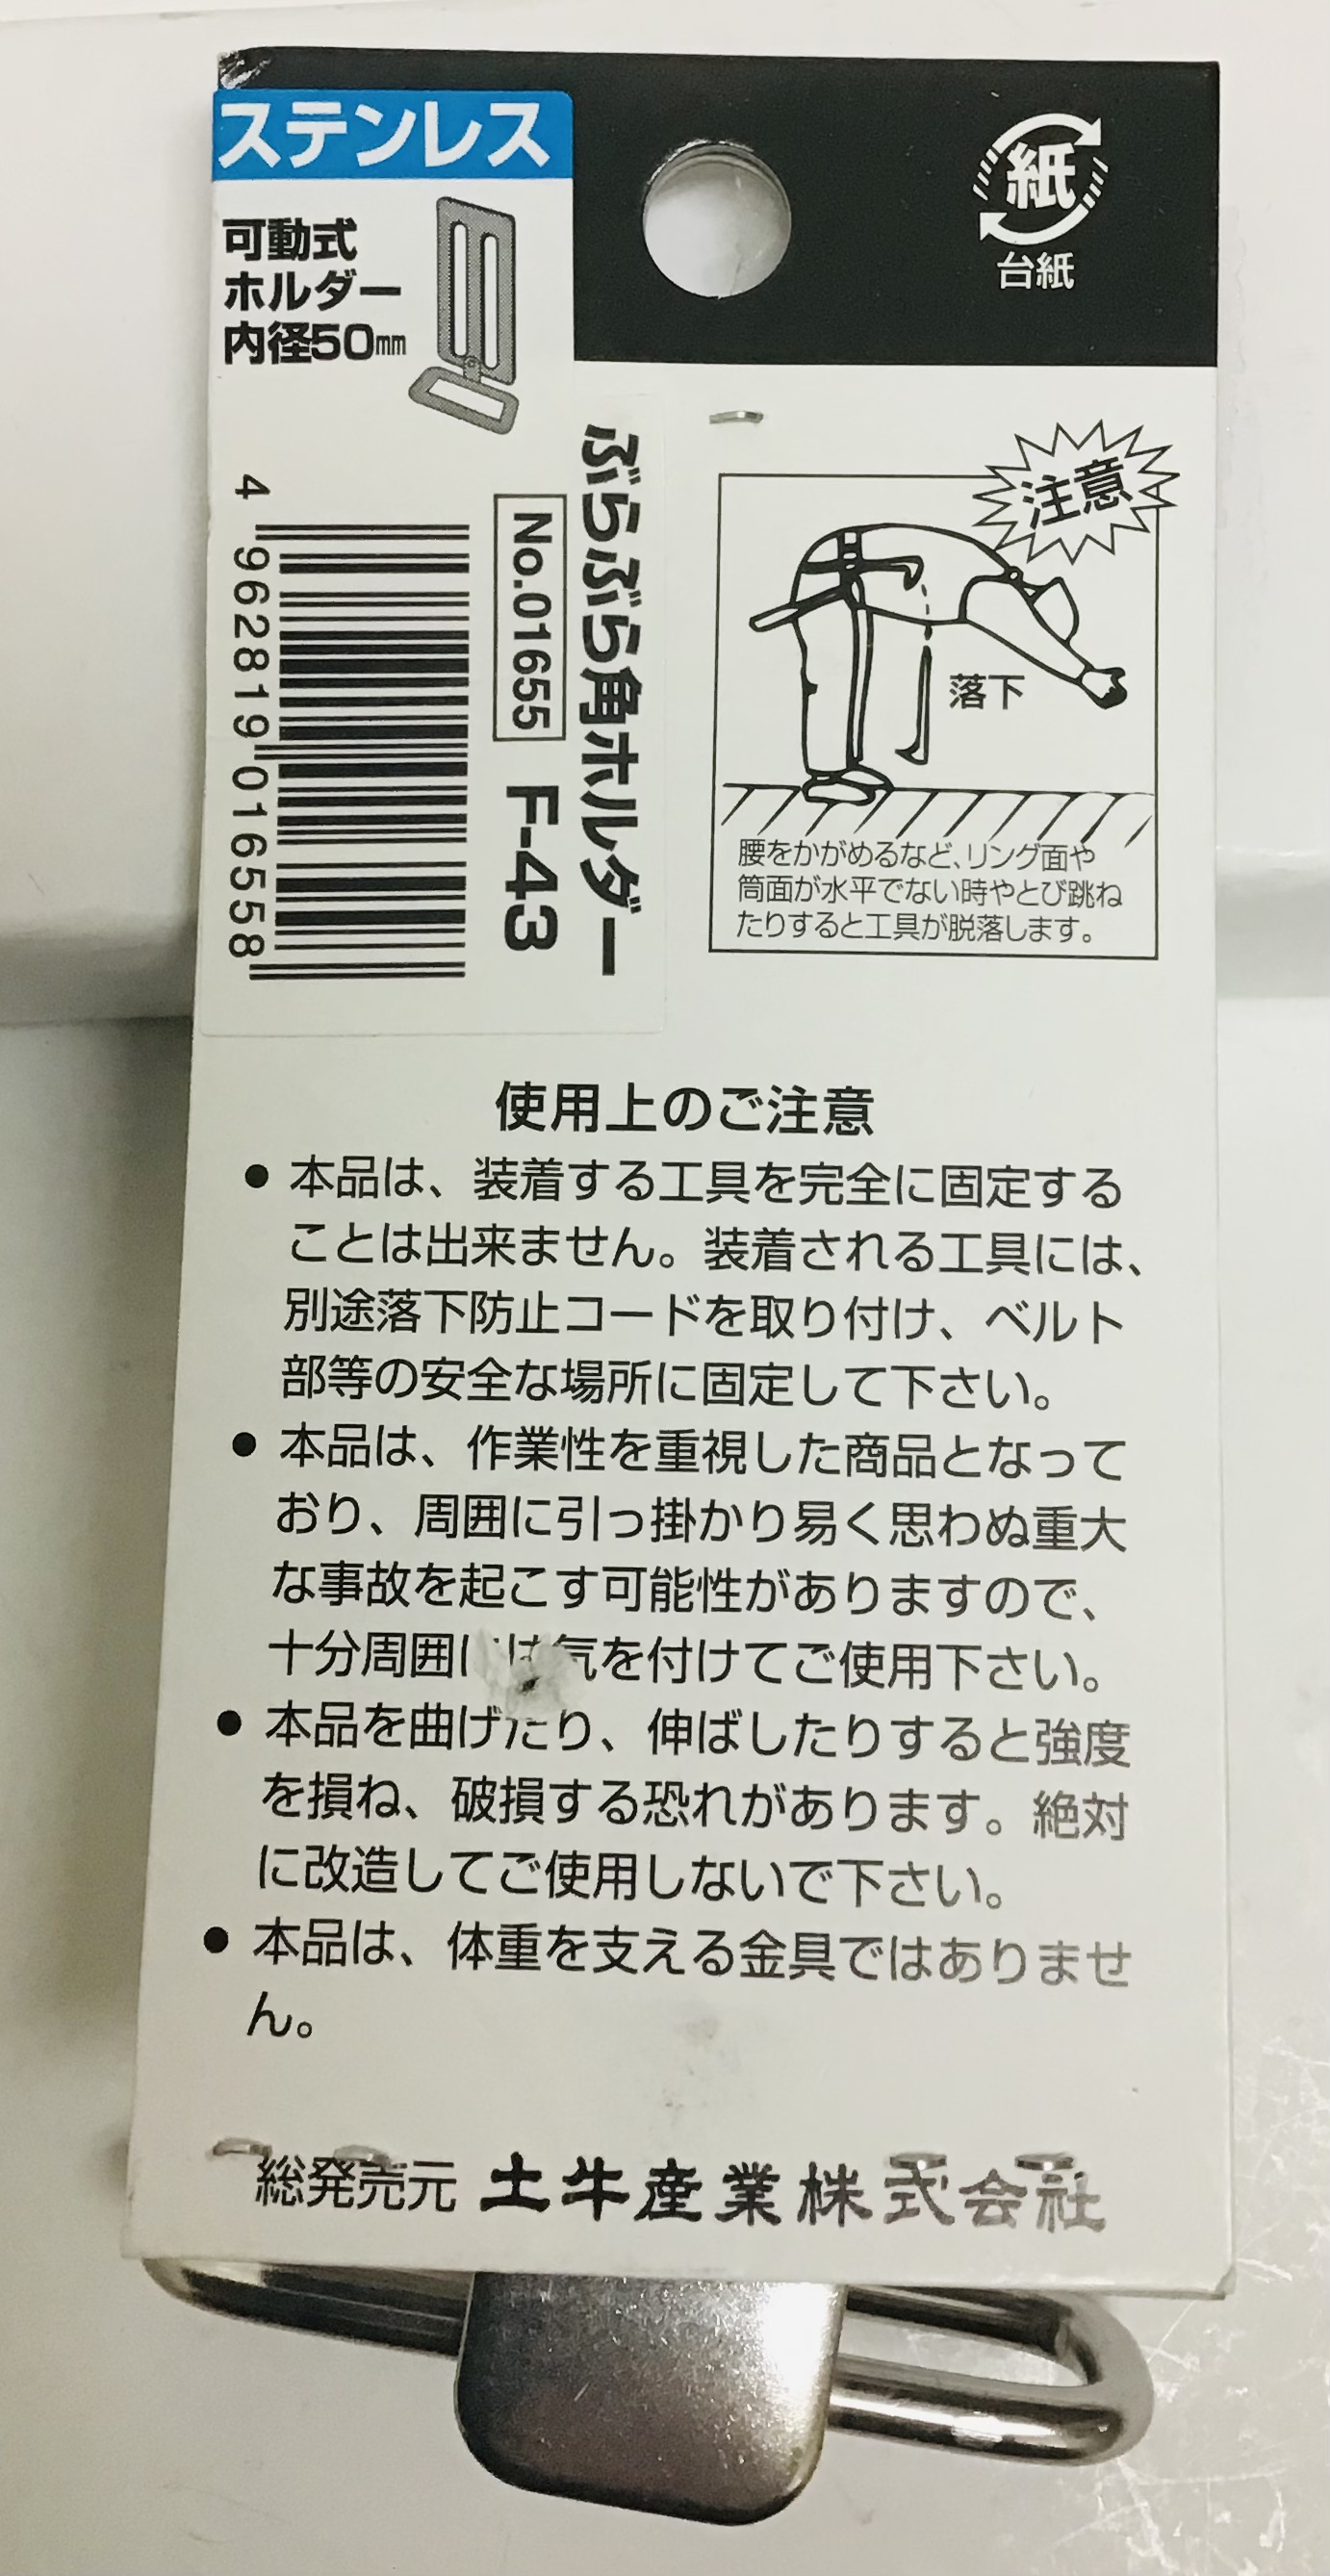 ステンレス
可動式
ホルダー
内径50mm
紙
台紙
ぶらぶら角ホルダー
No.01655 F-43
4 962819 016558
注意
落下
腰をかがめるなど、リング面や
筒面が水平でない時やとび跳ね
たりすると工具が脱落します。
使用上のご注意
● 本品は、装着する工具を完全に固定する
ことは出来ません。装着される工具には、
別途落下防止コードを取り付け、ベルト
部等の安全な場所に固定して下さい。
● 本品は、作業性を重視した商品となって
おり、周囲に引っ掛かり易く思わぬ重大
な事故を起こす可能性がありますので、
十分周囲には気を付けてご使用下さい。
● 本品を曲げたり、伸ばしたりすると強度
を損ね、破損する恐れがあります。絶対
に改造してご使用しないで下さい。
● 本品は、体重を支える金具ではありませ
ん。
総発売元 土牛産業株式会社